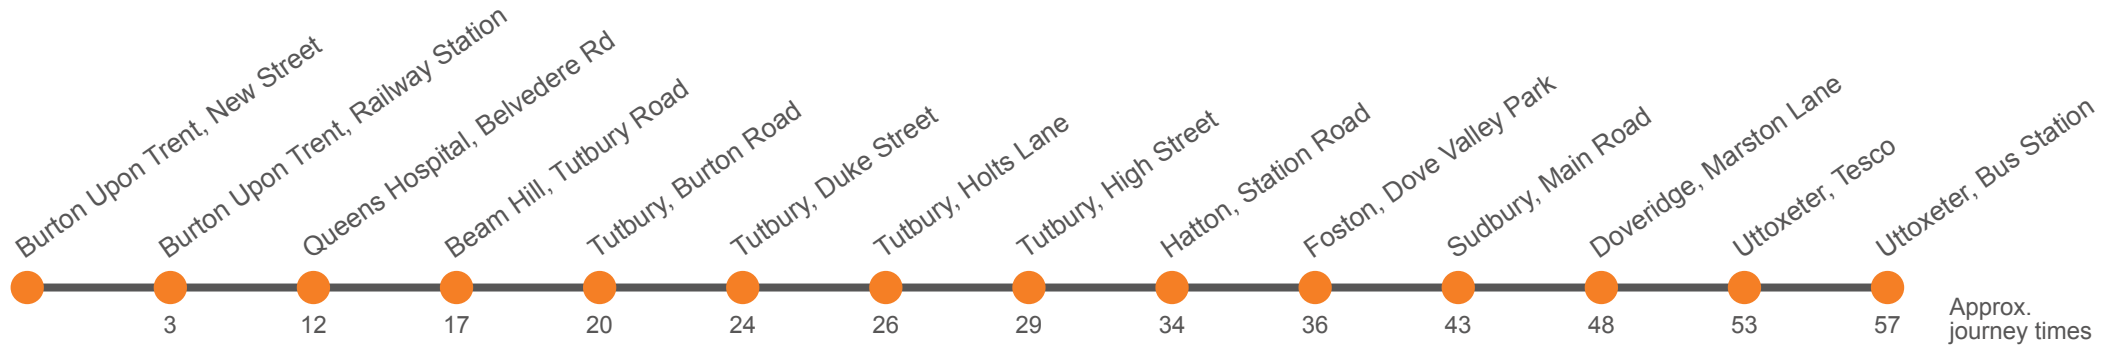 Burton Upon Trent, New Street
Burton Upon Trent, Railway Station
Queens Hospital, Belvedere Rd
Beam Hill, Tutbury Road
Tutbury, Burton Road
Tutbury, Duke Street
Tutbury, Holts Lane
Tutbury, High Street
Hatton, Station Road
Foston, Dove Valley Park
Sudbury, Main Road
Doveridge, Marston Lane
Uttoxeter, Tesco
Uttoxeter, Bus Station
3 12 17 20 24 26 29 34 36 43 48 53 57
Approx.
journey times